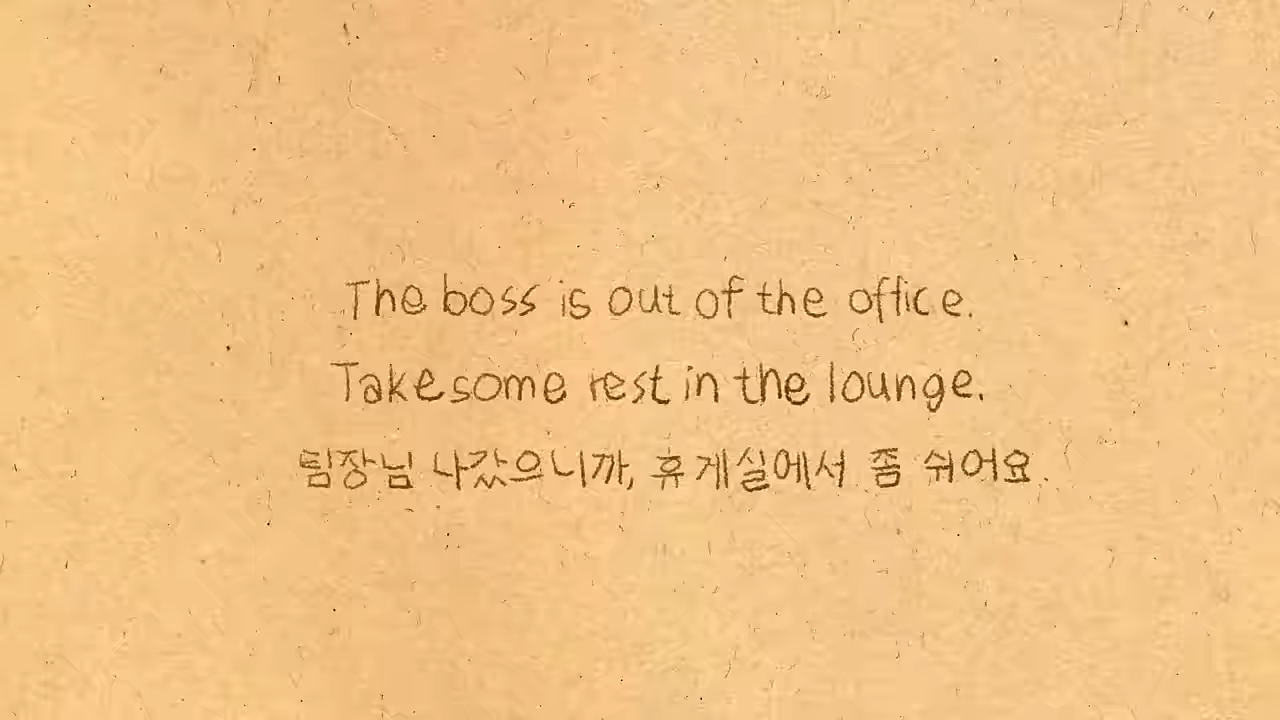 The boss is out of the office.
Take some rest in the lounge.
팀장님 나갔으니까, 휴게실에서 좀 쉬어요.